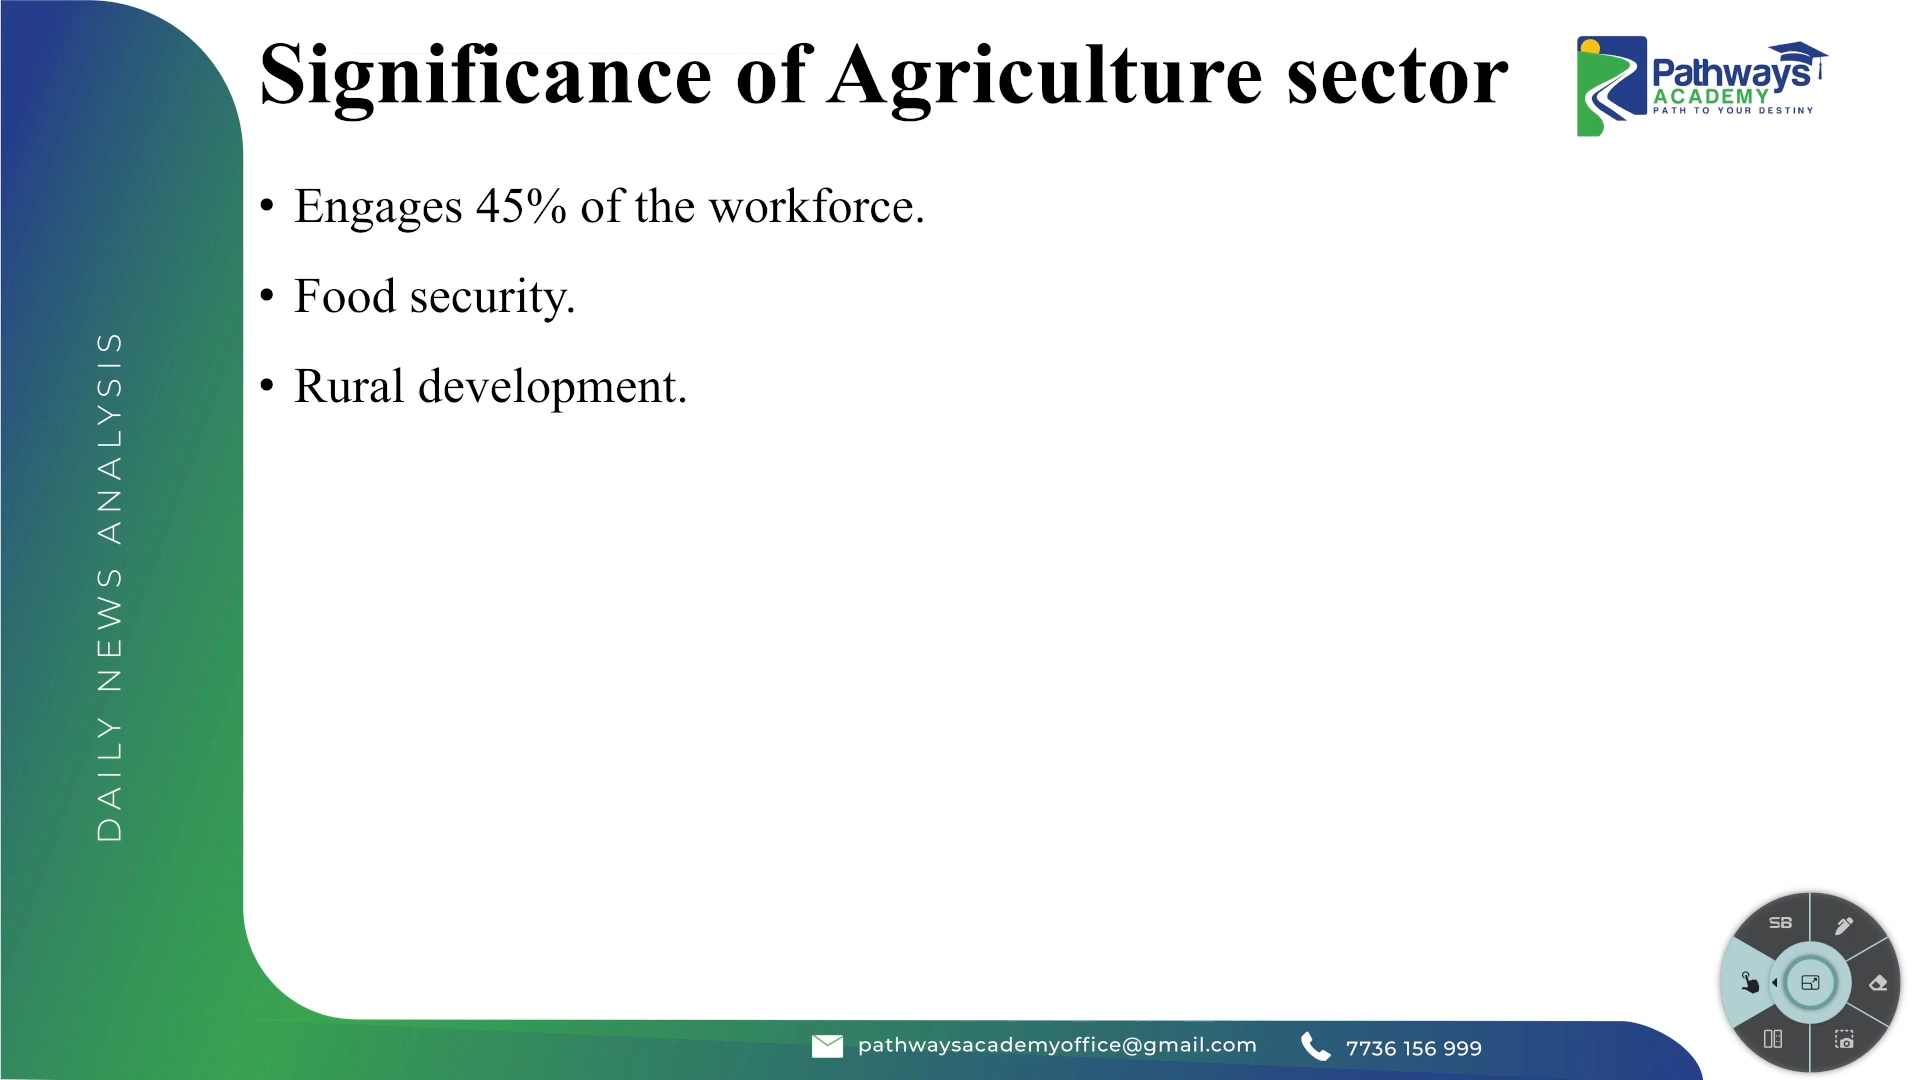 Significance of Agriculture sector
Pathways
ACADEMY
PATH TO YOUR DESTINY
• Engages 45% of the workforce.
• Food security.
• Rural development.
DAILY NEWS ANALYSIS
SB
pathwaysacademyoffice@gmail.com
7736 156 999